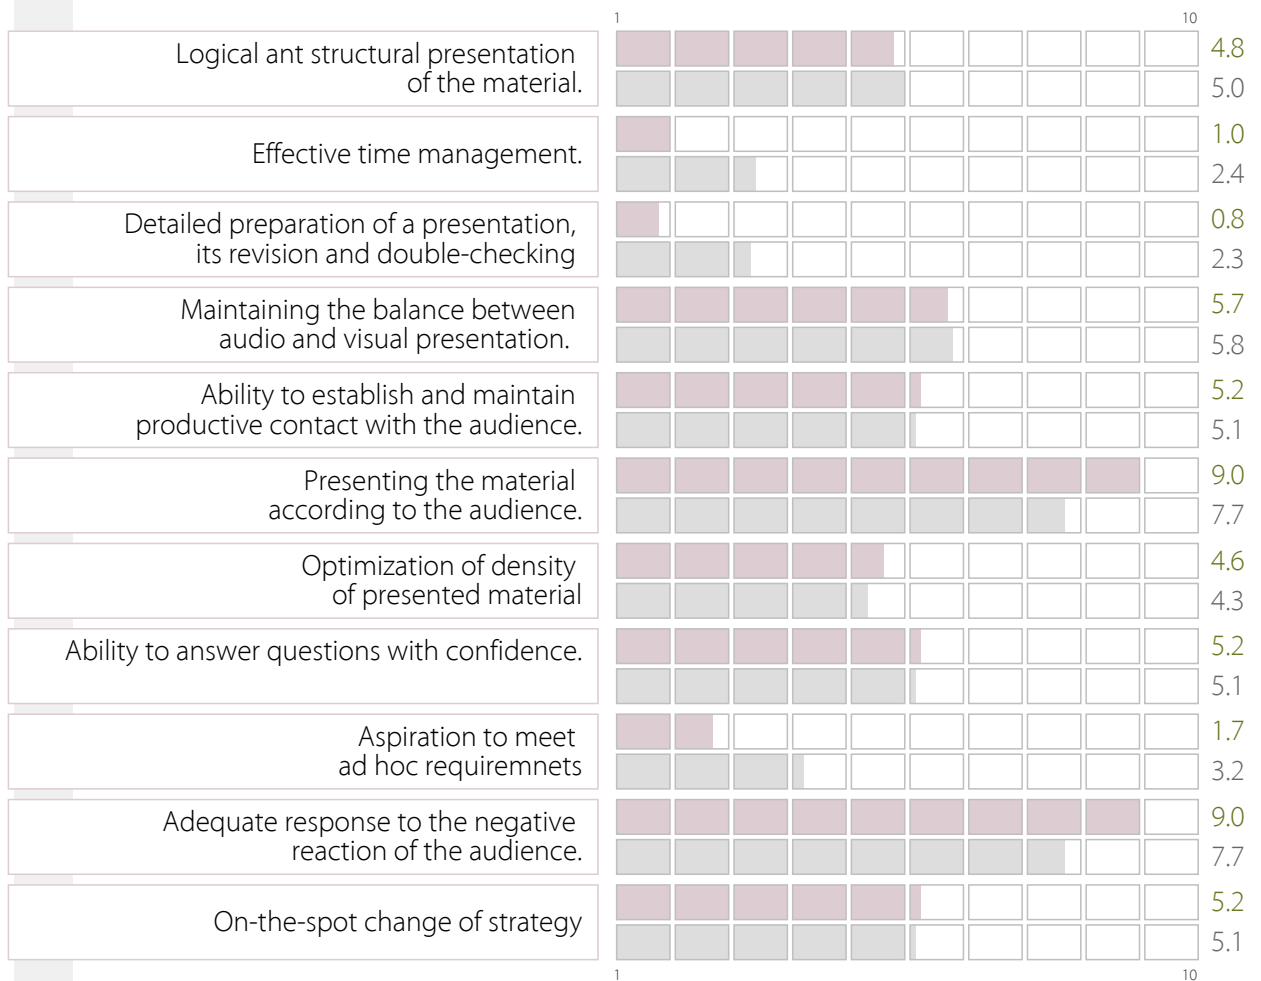 1 10
Logical ant structural presentation
of the material.
4.8
5.0
Effective time management.
1.0
2.4
Detailed preparation of a presentation,
its revision and double-checking
0.8
2.3
Maintaining the balance between
audio and visual presentation.
5.7
5.8
Ability to establish and maintain
productive contact with the audience.
5.2
5.1
Presenting the material
according to the audience.
9.0
7.7
Optimization of density
of presented material
4.6
4.3
Ability to answer questions with confidence.
5.2
5.1
Aspiration to meet
ad hoc requiremnets
1.7
3.2
Adequate response to the negative
reaction of the audience.
9.0
7.7
On-the-spot change of strategy
5.2
5.1
1 10